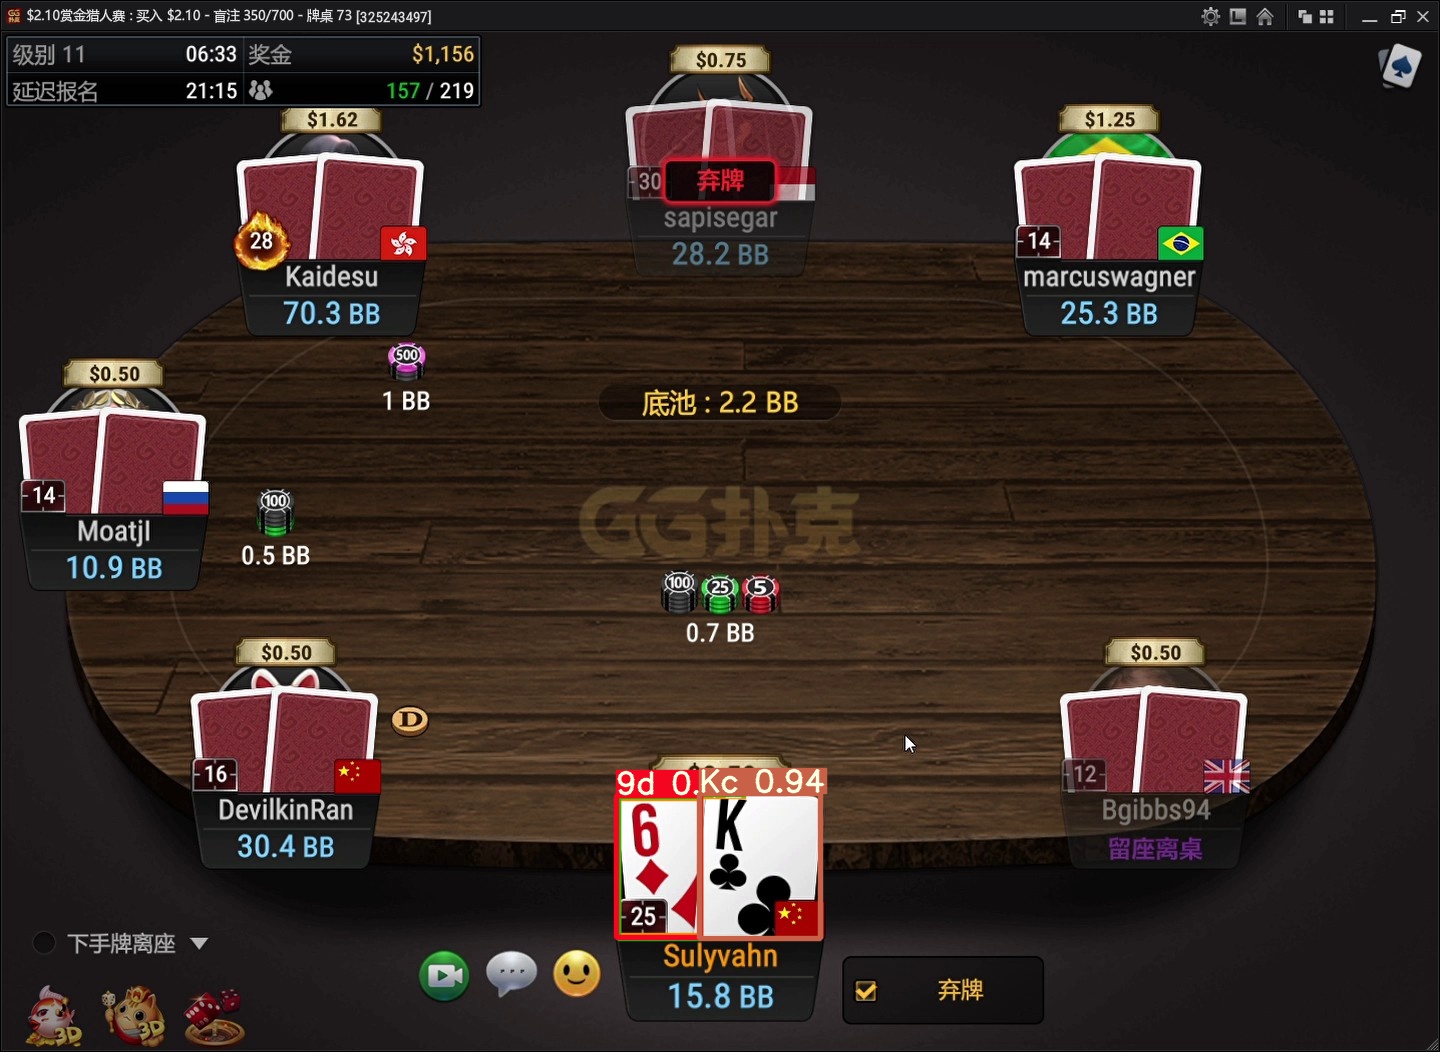 $2.10赏金猎人赛 : 买入 $2.10 - 盲注 350/700 - 牌桌 73 [325243497]
级别 11 06:33 奖金 $1,156
延迟报名 21:15 157 / 219
$0.75
30 弃牌
sapisegar
28.2 BB
$1.62
28
Kaidesu
70.3 BB
$1.25
14
marcuswagner
25.3 BB
500
1 BB
底池 : 2.2 BB
$0.50
14
Moatjl
10.9 BB
100
0.5 BB
GG扑克
100 25 5
0.7 BB
$0.50
16
DevilkinRan
30.4 BB
D
$0.50
12
Bgibbs94
留座离桌
9d 0. Kc 0.94
6 K
25
Sulyvahn
15.8 BB
下手牌离座
弃牌
3D 3D